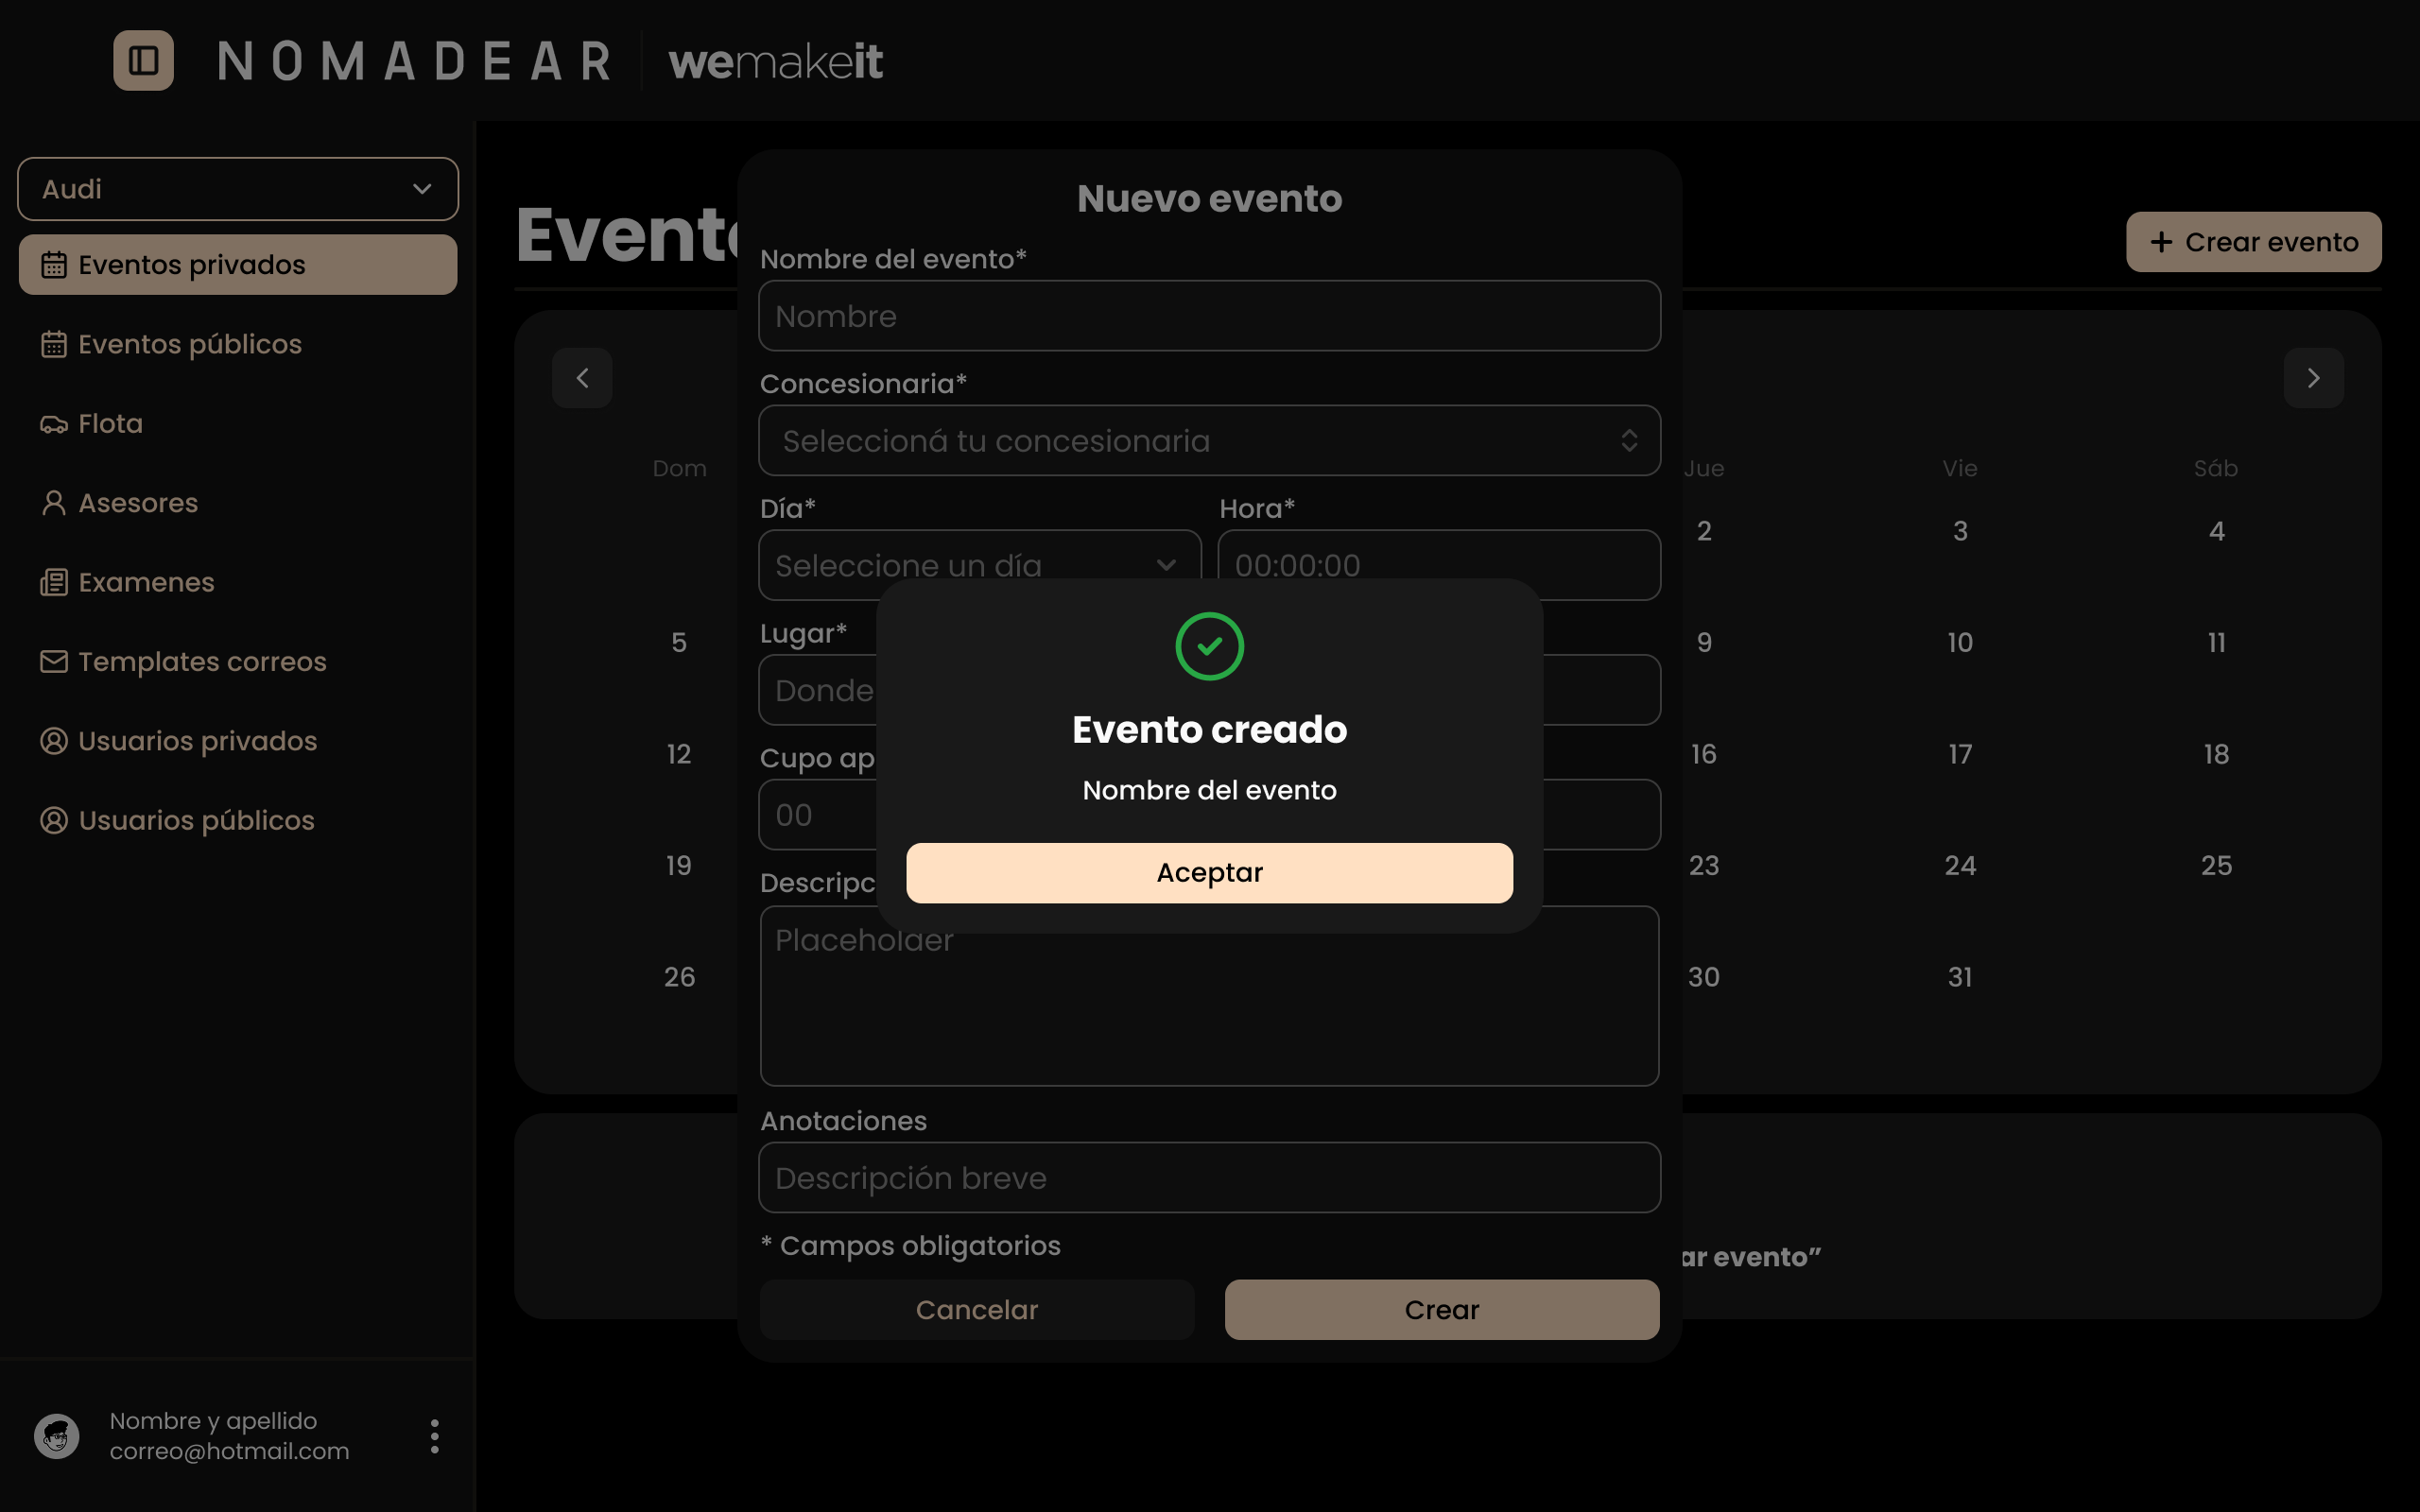 NOMADEAR wemakeit
Audi
Eventos privados
Eventos públicos
Flota
Asesores
Examenes
Templates correos
Usuarios privados
Usuarios públicos
Nombre y apellido
correo@hotmail.com
Crear evento
Dom
Jue Vie Sáb
2 3 4
5 9 10 11
12 16 17 18
19 23 24 25
26 30 31
evento”
Nuevo evento
Nombre del evento*
Nombre
Concesionaria*
Seleccioná tu concesionaria
Día* Hora*
Seleccione un día 00:00:00
Lugar*
Donde
Cupo
00
Placeholder
Anotaciones
Descripción breve
* Campos obligatorios
Cancelar Crear
Evento creado
Nombre del evento
Aceptar